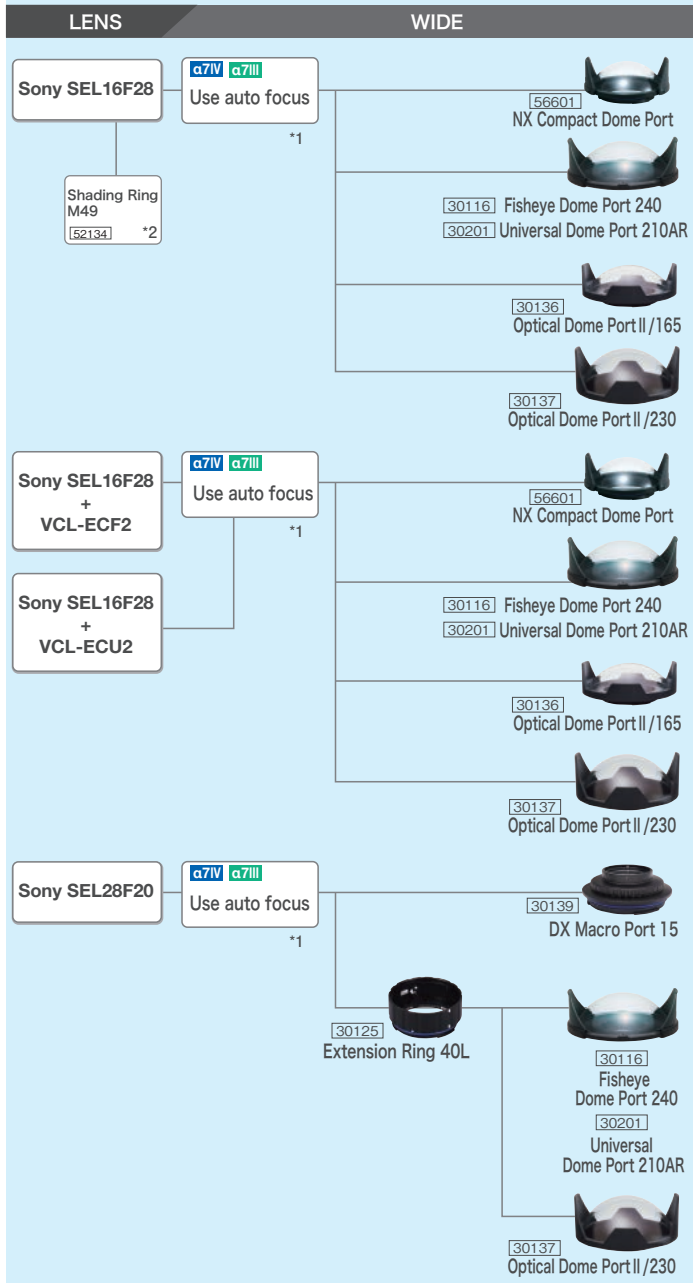 LENS
WIDE
Sony SEL16F28
α7IV α7III
Use auto focus
*1
56601
NX Compact Dome Port
Shading Ring
M49
52134 *2
30116 Fisheye Dome Port 240
30201 Universal Dome Port 210AR
30136
Optical Dome Port II /165
30137
Optical Dome Port II /230
Sony SEL16F28
+
VCL-ECF2
α7IV α7III
Use auto focus
*1
56601
NX Compact Dome Port
Sony SEL16F28
+
VCL-ECU2
30116 Fisheye Dome Port 240
30201 Universal Dome Port 210AR
30136
Optical Dome Port II /165
30137
Optical Dome Port II /230
Sony SEL28F20
α7IV α7III
Use auto focus
*1
30139
DX Macro Port 15
30125
Extension Ring 40L
30116
Fisheye
Dome Port 240
30201
Universal
Dome Port 210AR
30137
Optical Dome Port II /230